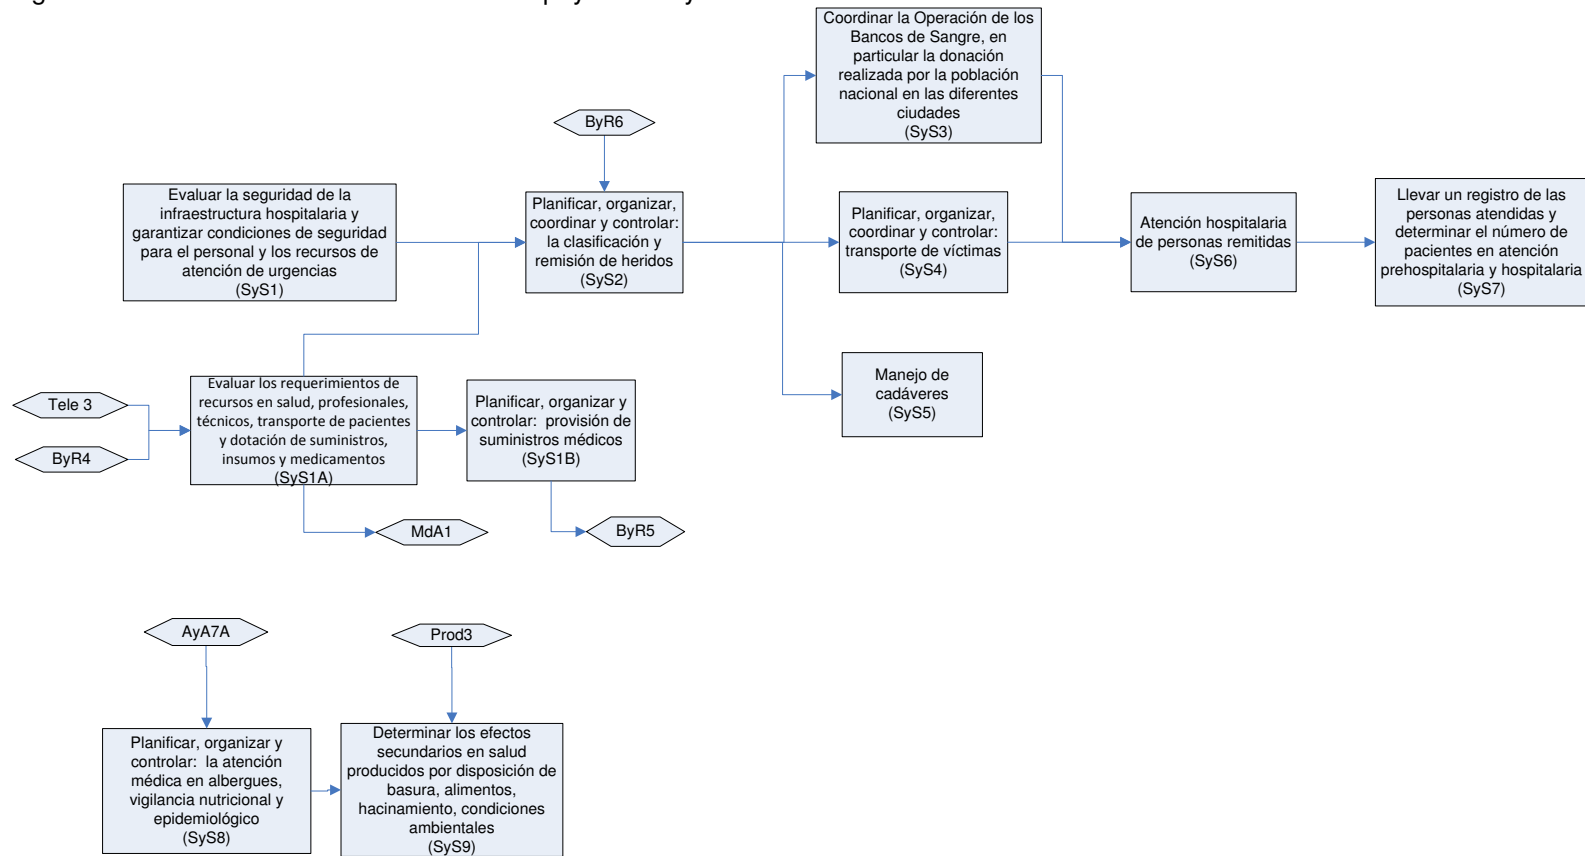 Coordinar la Operación de los
Bancos de Sangre, en
particular la donación
realizada por la población
nacional en las diferentes
ciudades
(SyS3)
ByR6
Evaluar la seguridad de la
infraestructura hospitalaria y
garantizar condiciones de seguridad
para el personal y los recursos de
atención de urgencias
(SyS1)
Planificar, organizar,
coordinar y controlar:
la clasificación y
remisión de heridos
(SyS2)
Planificar, organizar,
coordinar y controlar:
transporte de víctimas
(SyS4)
Atención hospitalaria
de personas remitidas
(SyS6)
Llevar un registro de las
personas atendidas y
determinar el número de
pacientes en atención
prehospitalaria y hospitalaria
(SyS7)
Manejo de
cadáveres
(SyS5)
Tele 3
ByR4
Evaluar los requerimientos de
recursos en salud, profesionales,
técnicos, transporte de pacientes
y dotación de suministros,
insumos y medicamentos
(SyS1A)
Planificar, organizar y
controlar: provisión de
suministros médicos
(SyS1B)
MdA1
ByR5
AyA7A
Prod3
Planificar, organizar y
controlar: la atención
médica en albergues,
vigilancia nutricional y
epidemiológico
(SyS8)
Determinar los efectos
secundarios en salud
producidos por disposición de
basura, alimentos,
hacinamiento, condiciones
ambientales
(SyS9)